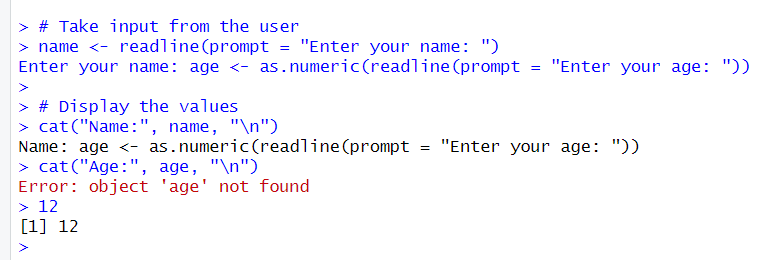 > # Take input from the user
> name <- readline(prompt = "Enter your name: ")
Enter your name: age <- as.numeric(readline(prompt = "Enter your age: "))
>
> # Display the values
> cat("Name:", name, "\n")
Name: age <- as.numeric(readline(prompt = "Enter your age: "))
> cat("Age:", age, "\n")
Error: object 'age' not found
> 12
[1] 12
>